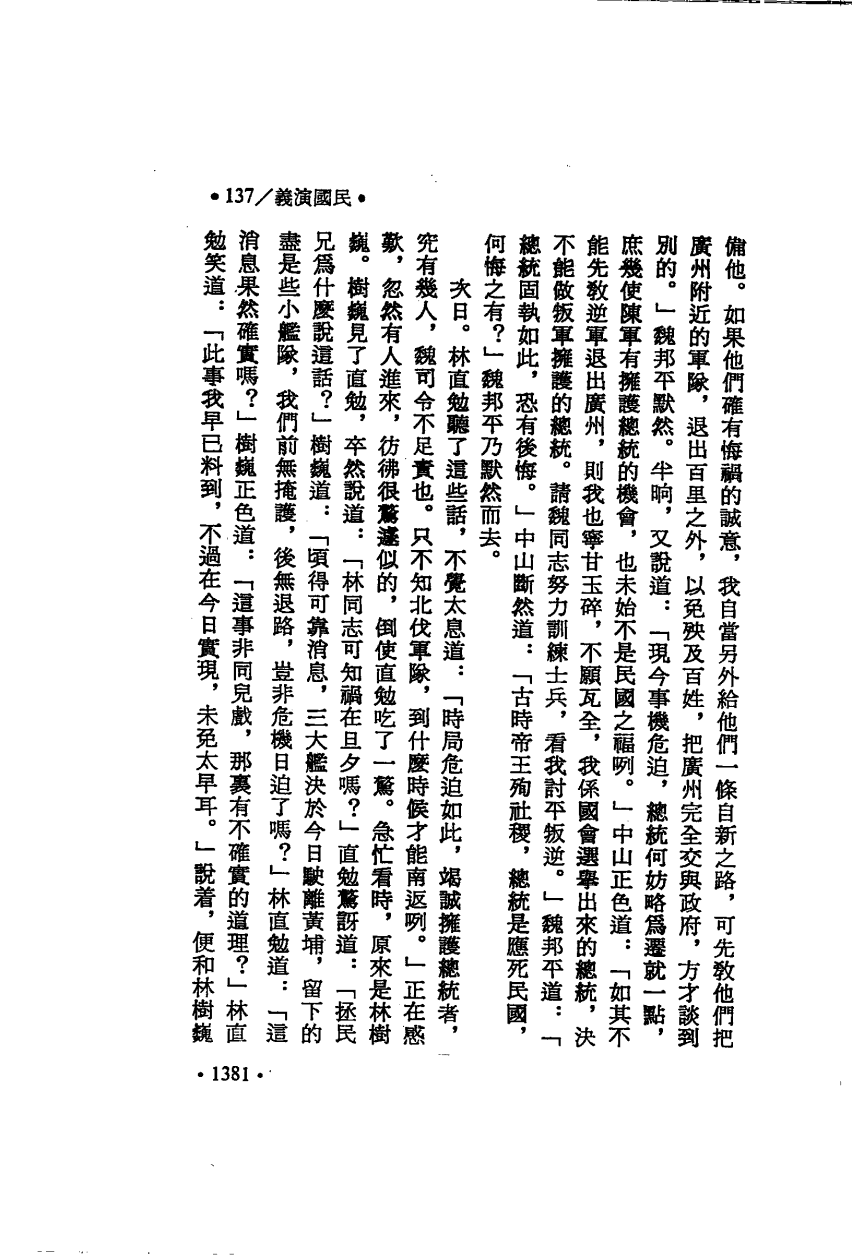 •137/義演國民•
備他。如果他們確有悔禍的誠意，我自當另外給他們一條自新之路，可先教他們把
廣州附近的軍隊，退出百里之外，以免殃及百姓，把廣州完全交與政府，方才談到
別的。」魏邦平默然。半晌，又說道：「現今事機危迫，總統何妨略爲遷就一點，
庶幾使陳軍有擁護總統的機會，也未始不是民國之福咧。」中山正色道：「如其不
能先教逆軍退出廣州，則我也寧甘玉碎，不願瓦全，我係國會選舉出來的總統，決
不能做叛軍擁護的總統。請魏同志努力訓練士兵，看我討平叛逆。」魏邦平道：「
總統固執如此，恐有後悔。」中山斷然道：「古時帝王殉社稷，總統是應死民國，
何悔之有？」魏邦平乃默然而去。
次日。林直勉聽了這些話，不覺太息道：「時局危迫如此，竭誠擁護總統者，
究有幾人，魏司令不足責也。只不知北伐軍隊，到什麼時候才能南返咧。」正在感
歎，忽然有人進來，彷彿很驚遽似的，倒使直勉吃了一驚。急忙看時，原來是林樹
巍。樹巍見了直勉，卒然說道：「林同志可知禍在旦夕嗎？」直勉驚訝道：「拯民
兄爲什麼說這話？」樹巍道：「頃得可靠消息，三大艦決於今日駛離黃埔，留下的
盡是些小艦隊，我們前無掩護，後無退路，豈非危機日迫了嗎？」林直勉道：「這
消息果然確實嗎？」樹巍正色道：「這事非同兒戲，那裏有不確實的道理？」林直
勉笑道：「此事我早已料到，不過在今日實現，未免太早耳。」說着，便和林樹巍
•1381•